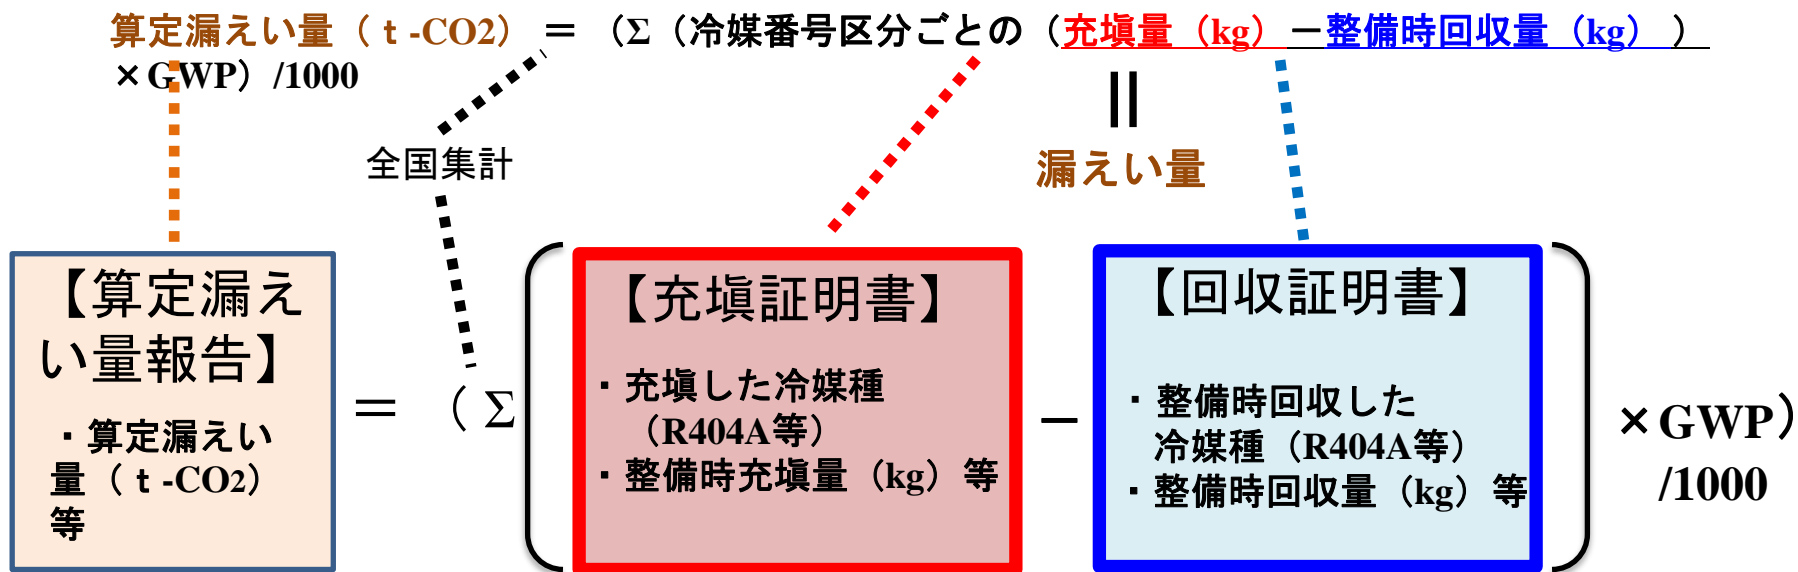 算定漏えい量（ｔ-CO2）＝（Σ（冷媒番号区分ごとの（充塡量（kg）－整備時回収量（kg））
×GWP）/1000
全国集計
||
漏えい量
【算定漏え
い量報告】
・算定漏えい
量（ｔ-CO2）
等
＝
（Σ
【充塡証明書】
・充塡した冷媒種
（R404A等）
・整備時充塡量（kg）等
－
【回収証明書】
・整備時回収した
冷媒種（R404A等）
・整備時回収量（kg）等
×GWP）
/1000